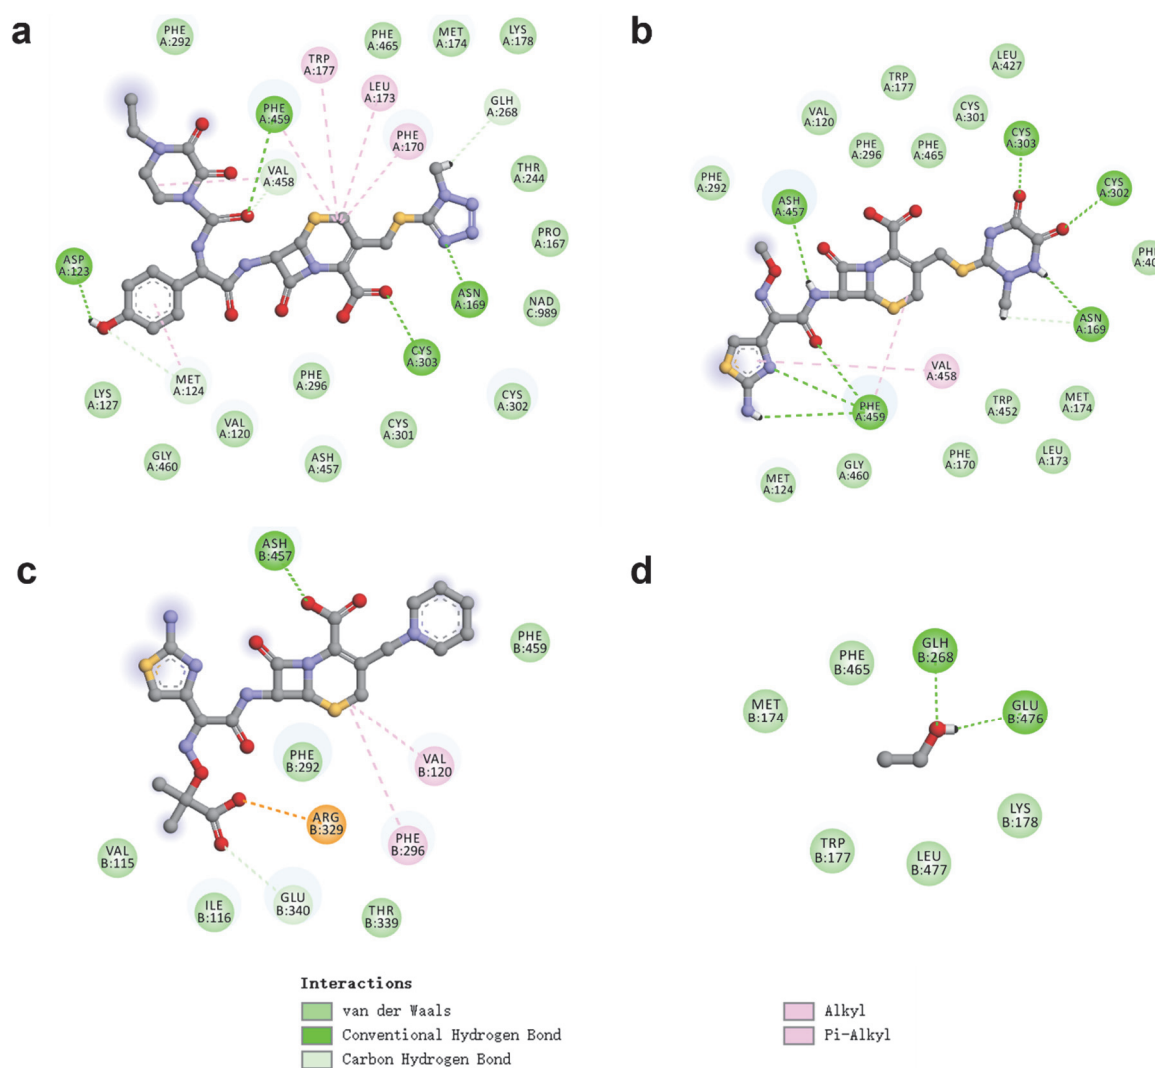 a
PHE
A:292
TRP
A:177
PHE
A:465
MET
A:174
LYS
A:178
PHE
A:459
LEU
A:173
GLH
A:268
PHE
A:170
VAL
A:458
THR
A:244
PRO
A:167
ASP
A:123
ASN
A:169
NAD
C:989
CYS
A:303
MET
A:124
PHE
A:296
CYS
A:302
LYS
A:127
VAL
A:120
CYS
A:301
GLY
A:460
ASH
A:457
b
LEU
A:427
TRP
A:177
VAL
A:120
CYS
A:301
CYS
A:303
PHE
A:296
PHE
A:465
PHE
A:292
ASH
A:457
CYS
A:302
PHE
A:40
ASN
A:169
VAL
A:458
PHE
A:459
TRP
A:452
MET
A:174
MET
A:124
GLY
A:460
PHE
A:170
LEU
A:173
c
ASH
B:457
PHE
B:459
PHE
B:292
VAL
B:120
ARG
B:329
PHE
B:296
VAL
B:115
ILE
B:116
GLU
B:340
THR
B:339
d
PHE
B:465
GLH
B:268
MET
B:174
GLU
B:476
LYS
B:178
TRP
B:177
LEU
B:477
Interactions
van der Waals
Conventional Hydrogen Bond
Carbon Hydrogen Bond
Alkyl
Pi-Alkyl